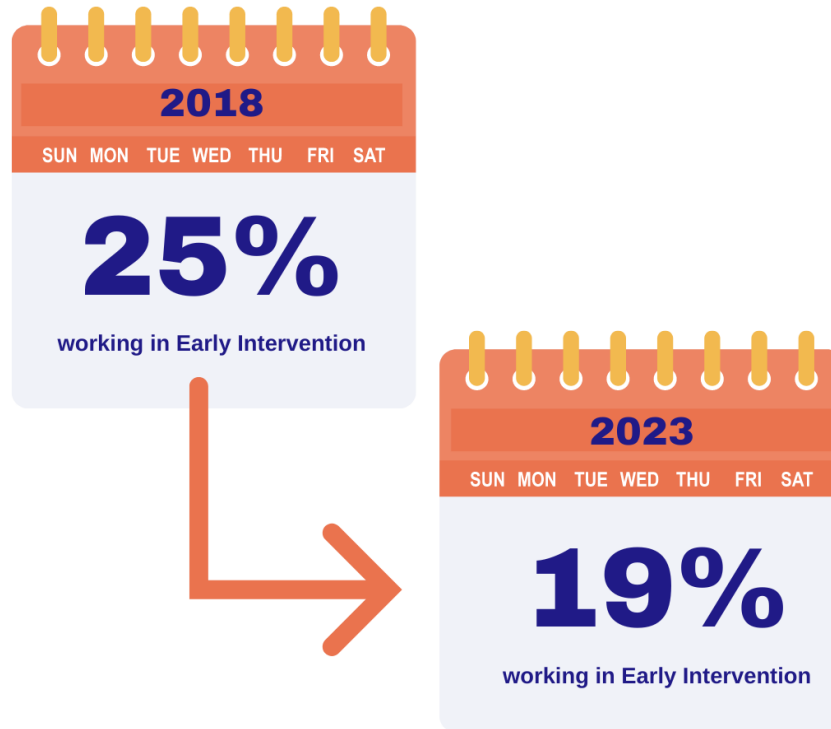 2018
SUN MON TUE WED THU FRI SAT
25%
working in Early Intervention
2023
SUN MON TUE WED THU FRI SAT
19%
working in Early Intervention